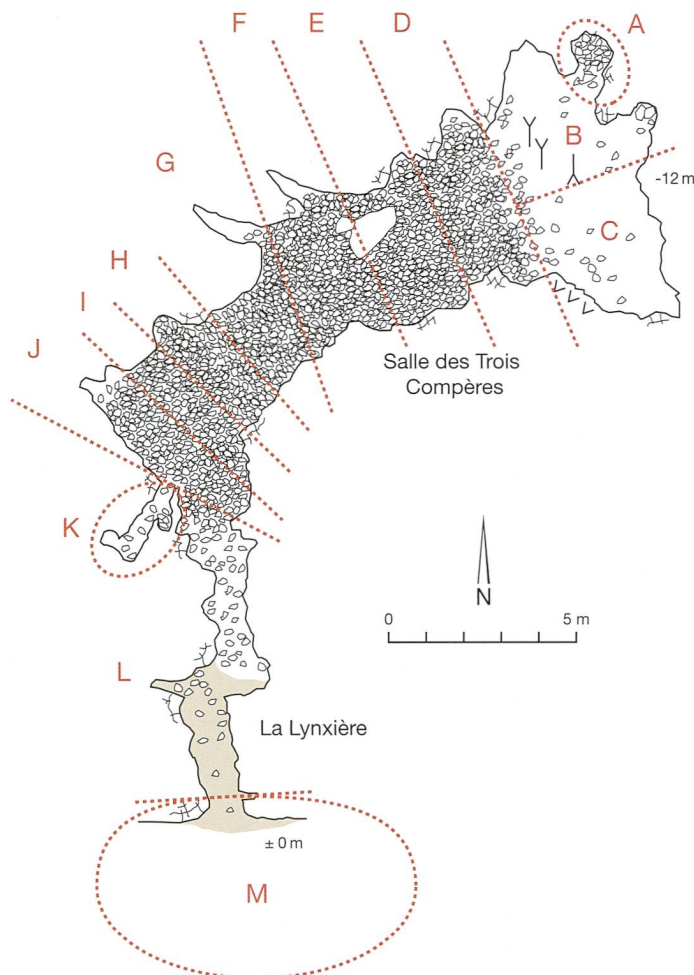 F
E
D
A
B
-12 m
G
C
H
I
Salle des Trois
Compères
J
K
N
0
5 m
L
La Lynxière
± 0 m
M